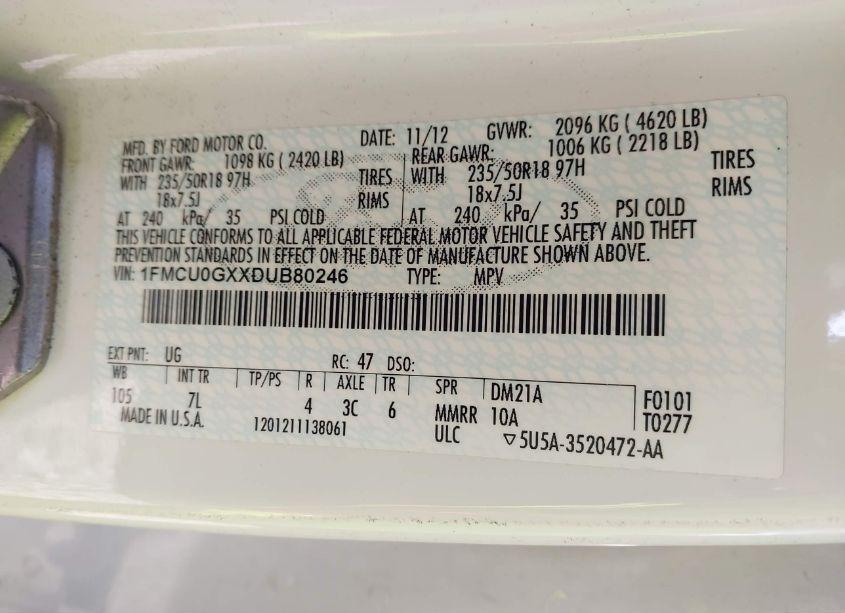 MFD. BY FORD MOTOR CO. DATE: 11/12 GVWR: 2096 KG ( 4620 LB)
FRONT GAWR: 1098 KG ( 2420 LB) REAR GAWR: 1006 KG ( 2218 LB)
WITH 235/50R18 97H TIRES WITH 235/50R18 97H TIRES
18x7.5J RIMS 18x7.5J RIMS
AT 240 kPa/ 35 PSI COLD AT 240 kPa/ 35 PSI COLD
THIS VEHICLE CONFORMS TO ALL APPLICABLE FEDERAL MOTOR VEHICLE SAFETY AND THEFT
PREVENTION STANDARDS IN EFFECT ON THE DATE OF MANUFACTURE SHOWN ABOVE.
VIN: 1FMCU0GXXDUB80246 TYPE: MPV
EXT PNT: UG RC: 47 DSO:
WB INT TR TP/PS R AXLE TR SPR DM21A F0101
105 7L 4 3C 6 MMRR 10A T0277
MADE IN U.S.A. 1201211138061 ULC ▽5U5A-3520472-AA